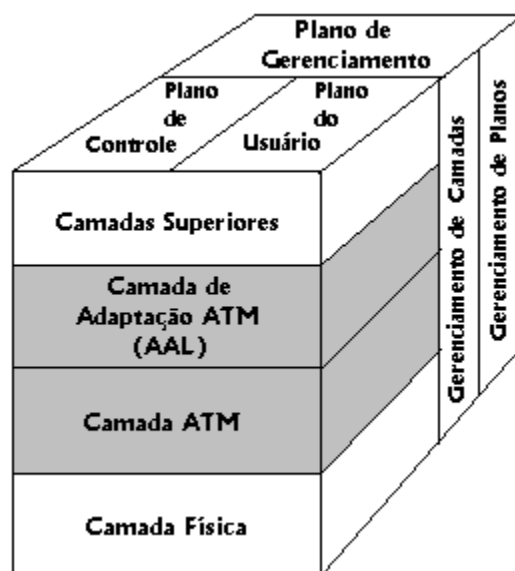 Plano de
Gerenciamento
Plano
de
Controle
Plano
do
Usuário
Camadas Superiores
Camada de
Adaptação ATM
(AAL)
Camada ATM
Camada Física
Gerenciamento de Camadas
Gerenciamento de Planos